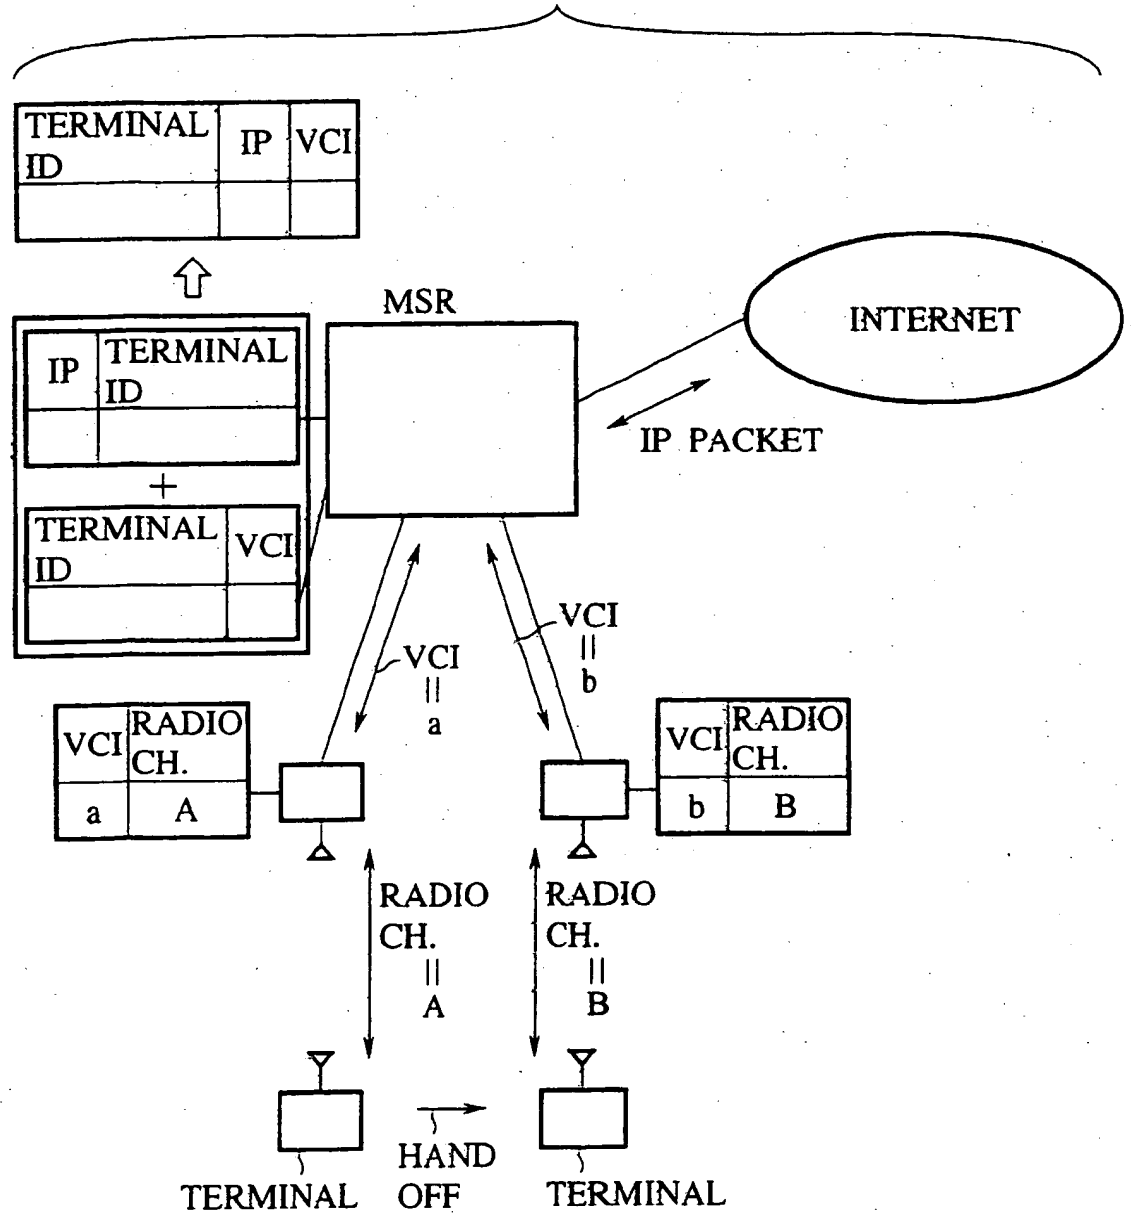 TERMINAL
ID
IP
VCI
MSR
INTERNET
IP
TERMINAL
ID
IP PACKET
+
TERMINAL
ID
VCI
VCI
=
b
VCI
=
a
VCI
RADIO
CH.
a
A
VCI
RADIO
CH.
b
B
RADIO
CH.
=
A
RADIO
CH.
=
B
HAND
OFF
TERMINAL
TERMINAL